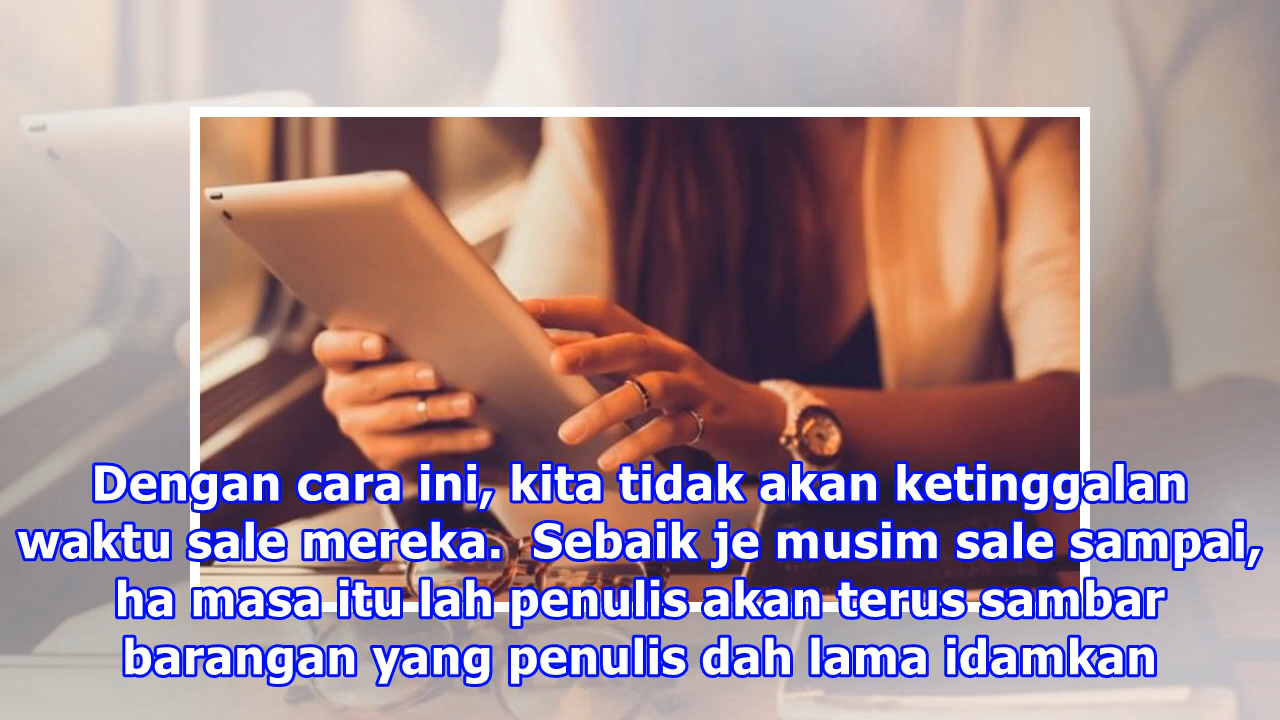 Dengan cara ini, kita tidak akan ketinggalan
waktu sale mereka.  Sebaik je musim sale sampai,
ha masa itu lah penulis akan terus sambar
barangan yang penulis dah lama idamkan